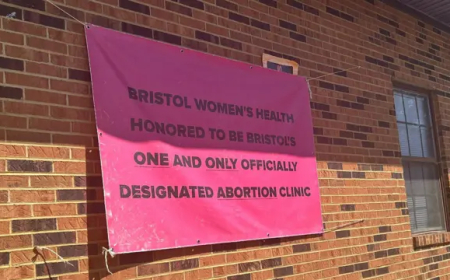 BRISTOL WOMEN'S HEALTH
HONORED TO BE BRISTOL'S
ONE AND ONLY OFFICIALLY
DESIGNATED ABORTION CLINIC